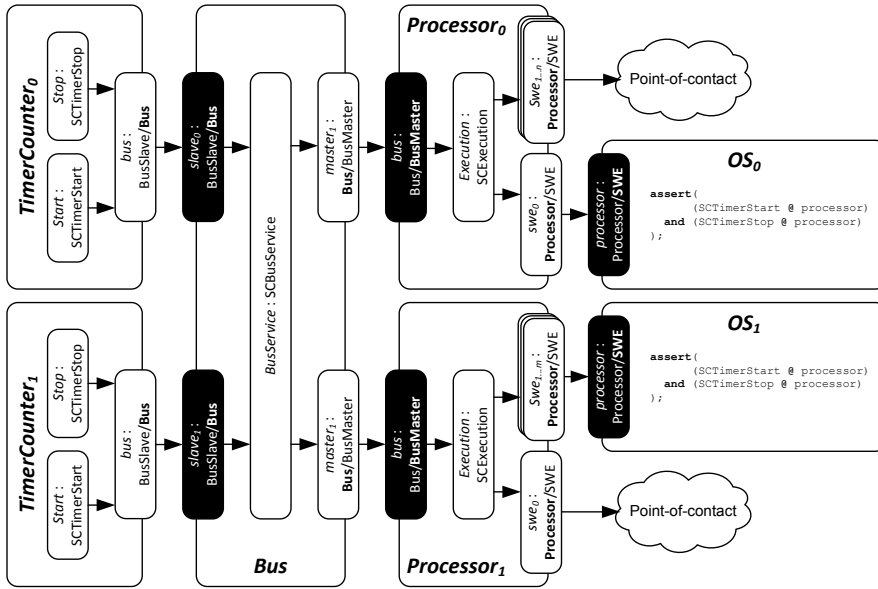 TimerCounter0
Stop :
SCTimerStop
Start :
SCTimerStart
bus :
BusSlave/Bus
slave0 :
BusSlave/Bus
BusService : SCBusService
master1 :
Bus/BusMaster
Processor0
bus :
Bus/BusMaster
Execution :
SCExecution
Swe1…n :
Processor/SWE
swe0 :
Processor/SWE
Point-of-contact
OS0
processor :
Processor/SWE
assert(
(SCTimerStart @ processor)
and (SCTimerStop @ processor)
);
TimerCounter1
Stop :
SCTimerStop
Start :
SCTimerStart
bus :
BusSlave/Bus
slave1 :
BusSlave/Bus
master1 :
Bus/BusMaster
Bus
bus :
Bus/BusMaster
Execution :
SCExecution
Swe1…m :
Processor/SWE
swe0 :
Processor/SWE
Processor1
OS1
processor :
Processor/SWE
assert(
(SCTimerStart @ processor)
and (SCTimerStop @ processor)
);
Point-of-contact